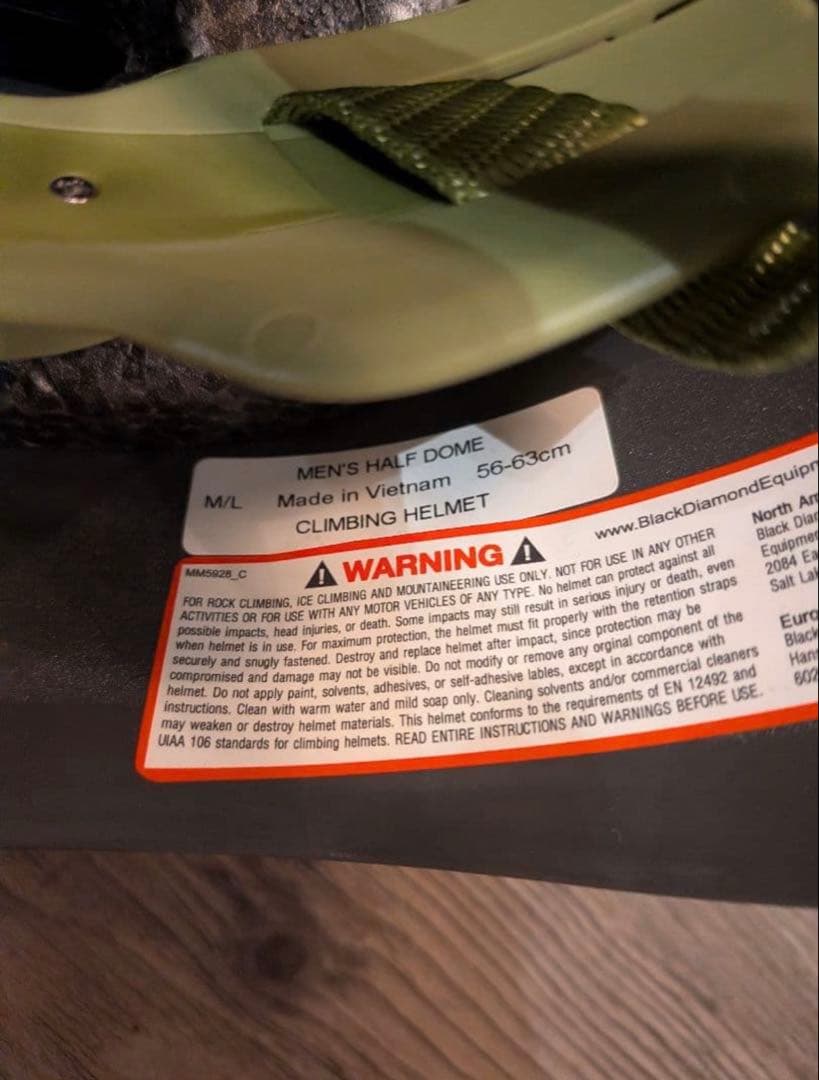 MEN'S HALF DOME
M/L Made in Vietnam 56-63cm
CLIMBING HELMET
MM5928_C
⚠ WARNING ⚠
www.BlackDiamondEquipm
FOR ROCK CLIMBING, ICE CLIMBING AND MOUNTAINEERING USE ONLY. NOT FOR USE IN ANY OTHER
ACTIVITIES OR FOR USE WITH ANY MOTOR VEHICLES OF ANY TYPE. No helmet can protect against all
possible impacts, head injuries, or death. Some impacts may still result in serious injury or death, even
when helmet is in use. For maximum protection, the helmet must fit properly with the retention straps
securely and snugly fastened. Destroy and replace helmet after impact, since protection may be
compromised and damage may not be visible. Do not modify or remove any orginal component of the
helmet. Do not apply paint, solvents, adhesives, or self-adhesive lables, except in accordance with
instructions. Clean with warm water and mild soap only. Cleaning solvents and/or commercial cleaners
may weaken or destroy helmet materials. This helmet conforms to the requirements of EN 12492 and
UIAA 106 standards for climbing helmets. READ ENTIRE INSTRUCTIONS AND WARNINGS BEFORE USE.
North Am
Black Diam
Equipmen
2084 Ea
Salt Lak
Euro
Black
Hans
602